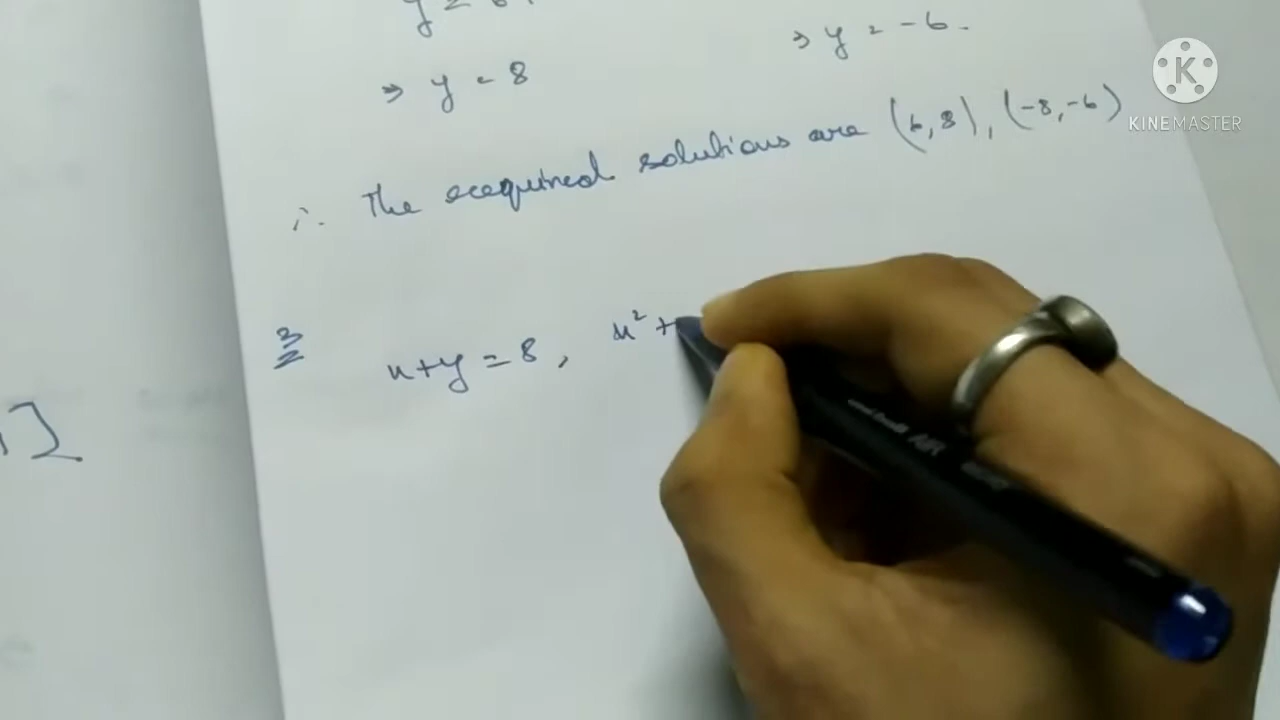 ⇒ y = 8
⇒ y = -6.
∴ The required solutions are (6,8), (-8,-6)
3
x+y = 8, x² +
KINEMASTER